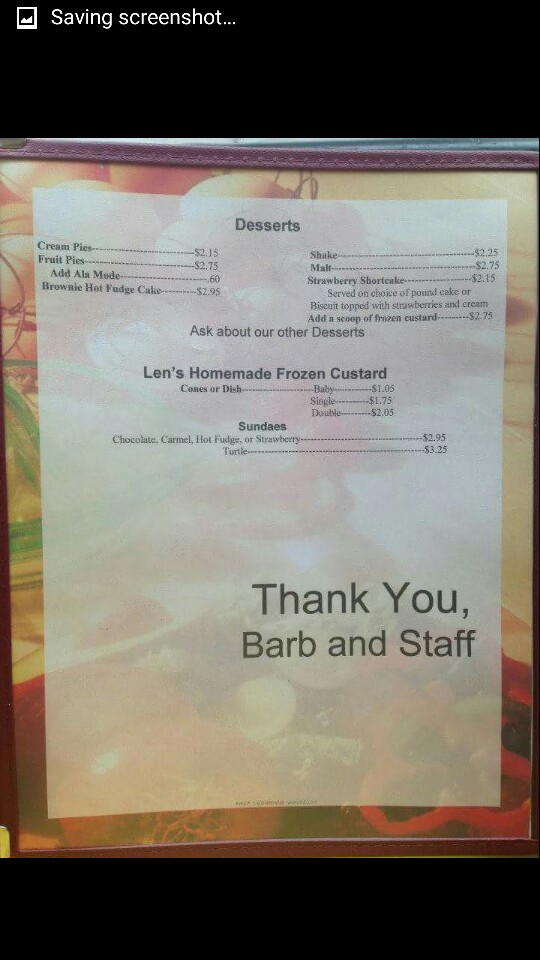 Saving screenshot...
Desserts
Cream Pies-----------------------------$2.15
Fruit Pies------------------------------$2.75
Add Ala Mode------------------------.60
Brownie Hot Fudge Cake----------$2.95
Shake----------------------------------------$2.25
Malt------------------------------------------$2.75
Strawberry Shortcake-------------------$2.15
Served on choice of pound cake or
Biscuit topped with strawberries and cream
Add a scoop of frozen custard---------$2.75
Ask about our other Desserts
Len's Homemade Frozen Custard
Cones or Dish--------------------Baby----------$1.05
Single----------$1.75
Double---------$2.05
Sundaes
Chocolate, Carmel, Hot Fudge, or Strawberry-----------------------------------$2.95
Turtle---------------------------------------------------$3.25
Thank You,
Barb and Staff